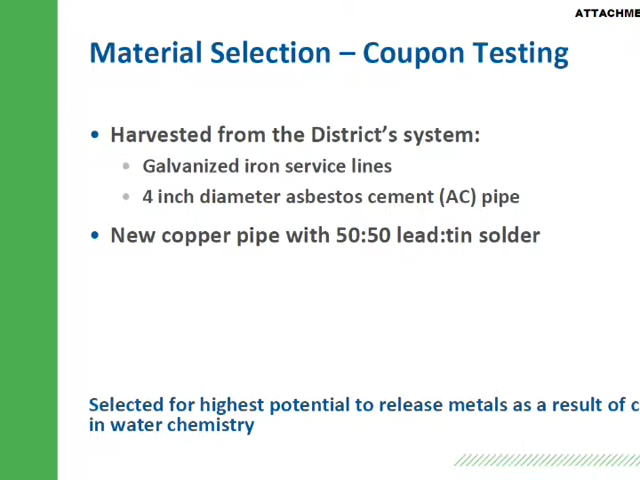 ATTACHME
Material Selection – Coupon Testing
• Harvested from the District's system:
• Galvanized iron service lines
• 4 inch diameter asbestos cement (AC) pipe
• New copper pipe with 50:50 lead:tin solder
Selected for highest potential to release metals as a result of c
in water chemistry